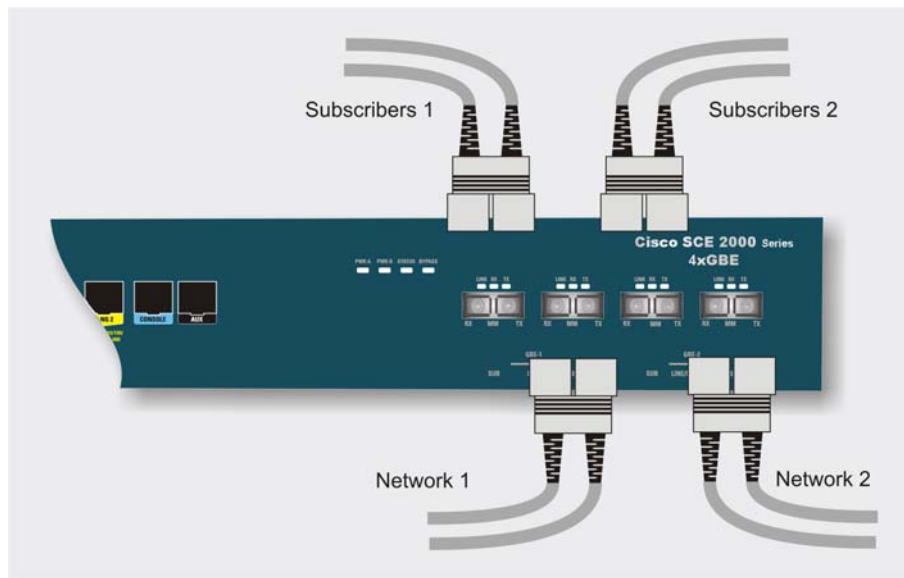 Subscribers 1
Subscribers 2
Cisco SCE 2000 Series
4xGBE
PWR A PWR B STATUS BYPASS
LINK RX TX
LINK RX TX
LINK RX TX
LINK RX TX
RX MM TX
RX MM TX
RX MM TX
RX MM TX
CONSOLE
AUX
GBE-1
GBE-2
SUB
SUB
Network 1
Network 2